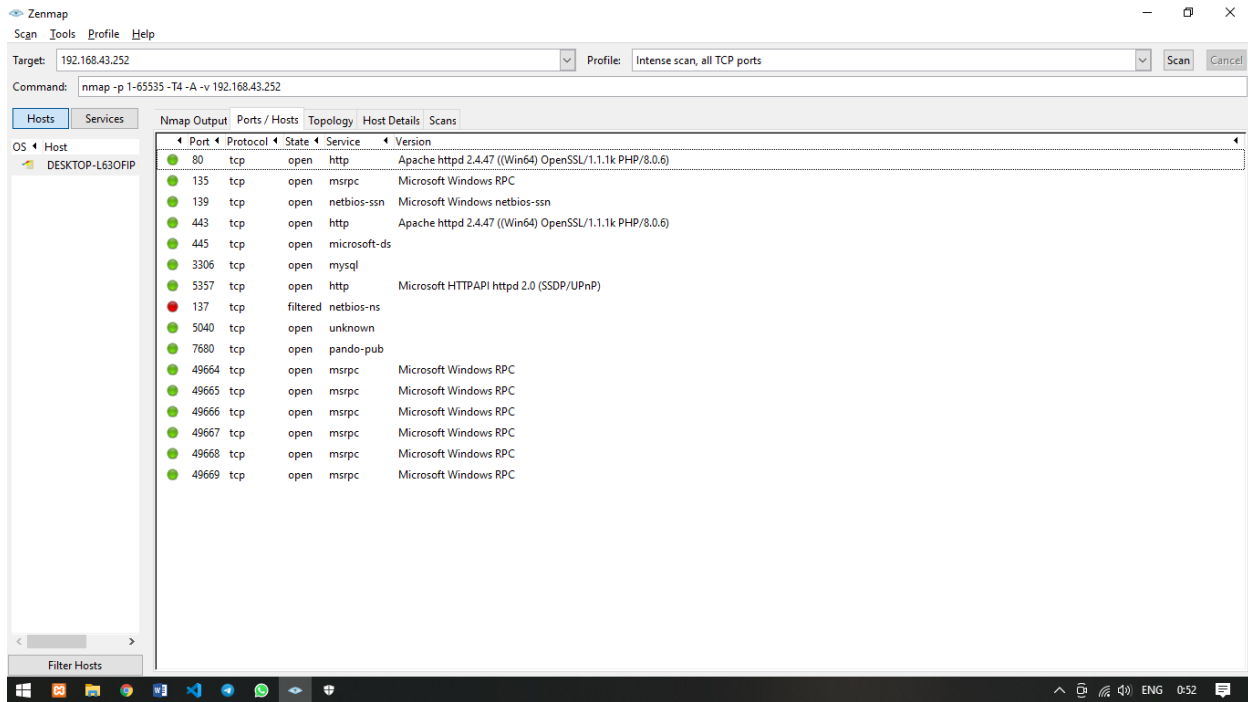 Zenmap
Scan Tools Profile Help
Target: 192.168.43.252 Profile: Intense scan, all TCP ports Scan Cancel
Command: nmap -p 1-65535 -T4 -A -v 192.168.43.252
Hosts Services Nmap Output Ports / Hosts Topology Host Details Scans
OS Host Port Protocol State Service Version
DESKTOP-L63OFIP
80 tcp open http Apache httpd 2.4.47 ((Win64) OpenSSL/1.1.1k PHP/8.0.6)
135 tcp open msrpc Microsoft Windows RPC
139 tcp open netbios-ssn Microsoft Windows netbios-ssn
443 tcp open http Apache httpd 2.4.47 ((Win64) OpenSSL/1.1.1k PHP/8.0.6)
445 tcp open microsoft-ds
3306 tcp open mysql
5357 tcp open http Microsoft HTTPAPI httpd 2.0 (SSDP/UPnP)
137 tcp filtered netbios-ns
5040 tcp open unknown
7680 tcp open pando-pub
49664 tcp open msrpc Microsoft Windows RPC
49665 tcp open msrpc Microsoft Windows RPC
49666 tcp open msrpc Microsoft Windows RPC
49667 tcp open msrpc Microsoft Windows RPC
49668 tcp open msrpc Microsoft Windows RPC
49669 tcp open msrpc Microsoft Windows RPC
Filter Hosts
ENG 0:52